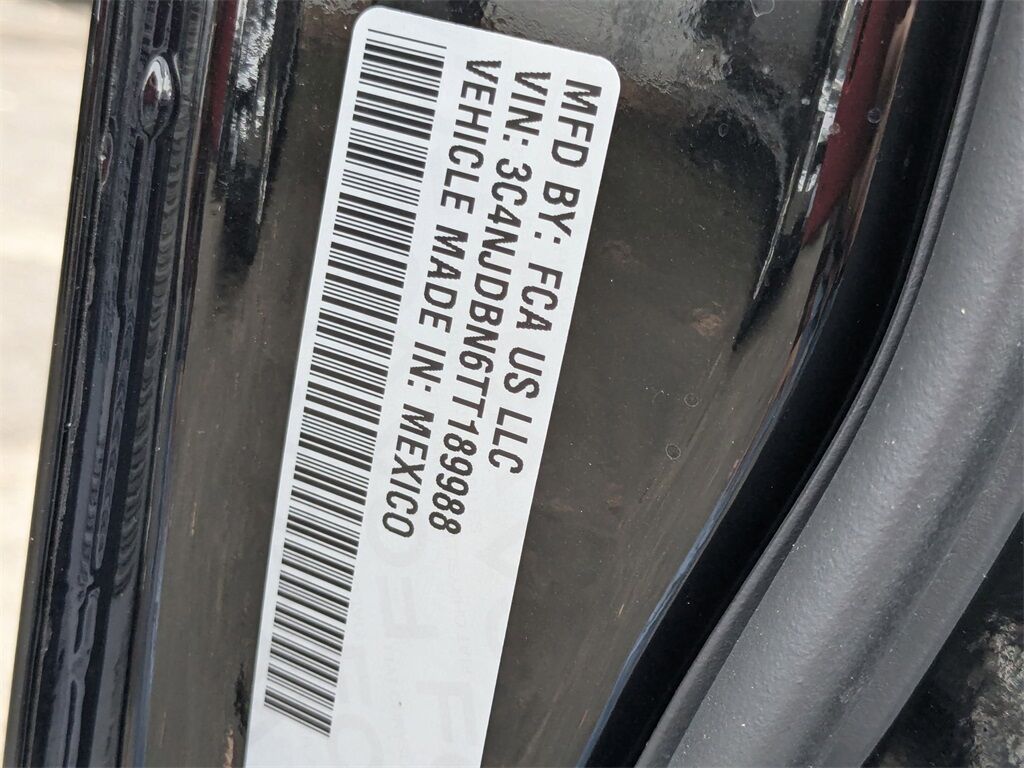 MFD BY: FCA US LLC
VIN: 3C4NJDBN6TT189988
VEHICLE MADE IN: MEXICO